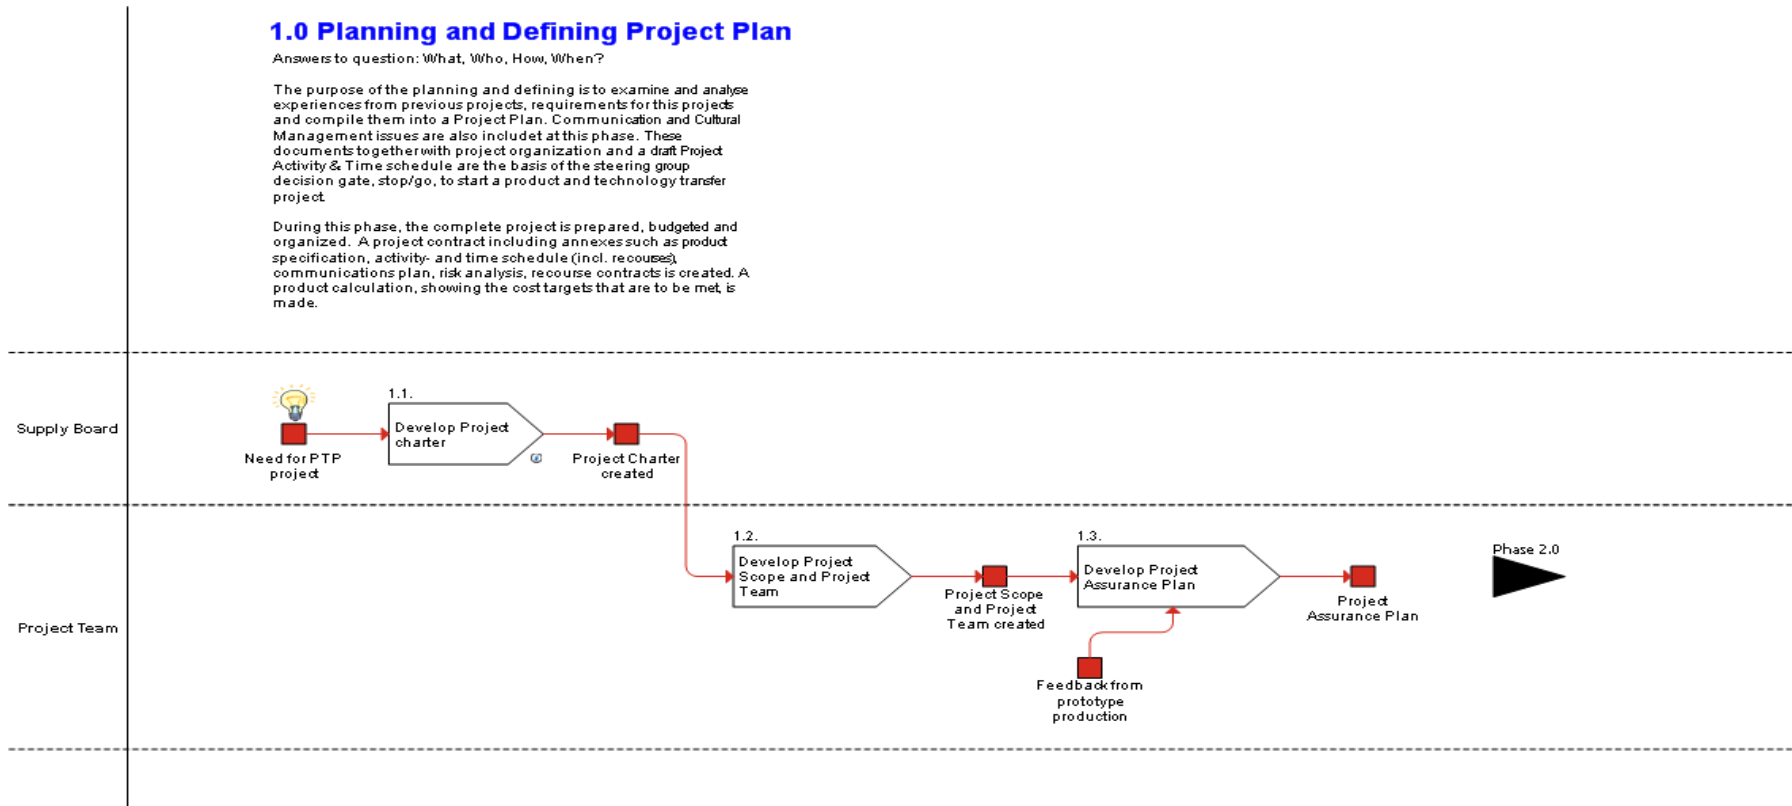 1.0 Planning and Defining Project Plan
Answers to question: What, Who, How, When?
The purpose of the planning and defining is to examine and analyse
experiences from previous projects, requirements for this projects
and compile them into a Project Plan. Communication and Cultural
Management issues are also includet at this phase. These
documents together with project organization and a draft Project
Activity & Time schedule are the basis of the steering group
decision gate, stop/go, to start a product and technology transfer
project.
During this phase, the complete project is prepared, budgeted and
organized. A project contract including annexes such as product
specification, activity- and time schedule (incl. recourses),
communications plan, risk analysis, recourse contracts is created. A
product calculation, showing the cost targets that are to be met, is
made.
Supply Board
Need for PTP
project
1.1.
Develop Project
charter
Project Charter
created
Project Team
1.2.
Develop Project
Scope and Project
Team
Project Scope
and Project
Team created
1.3.
Develop Project
Assurance Plan
Feedback from
prototype
production
Project
Assurance Plan
Phase 2.0